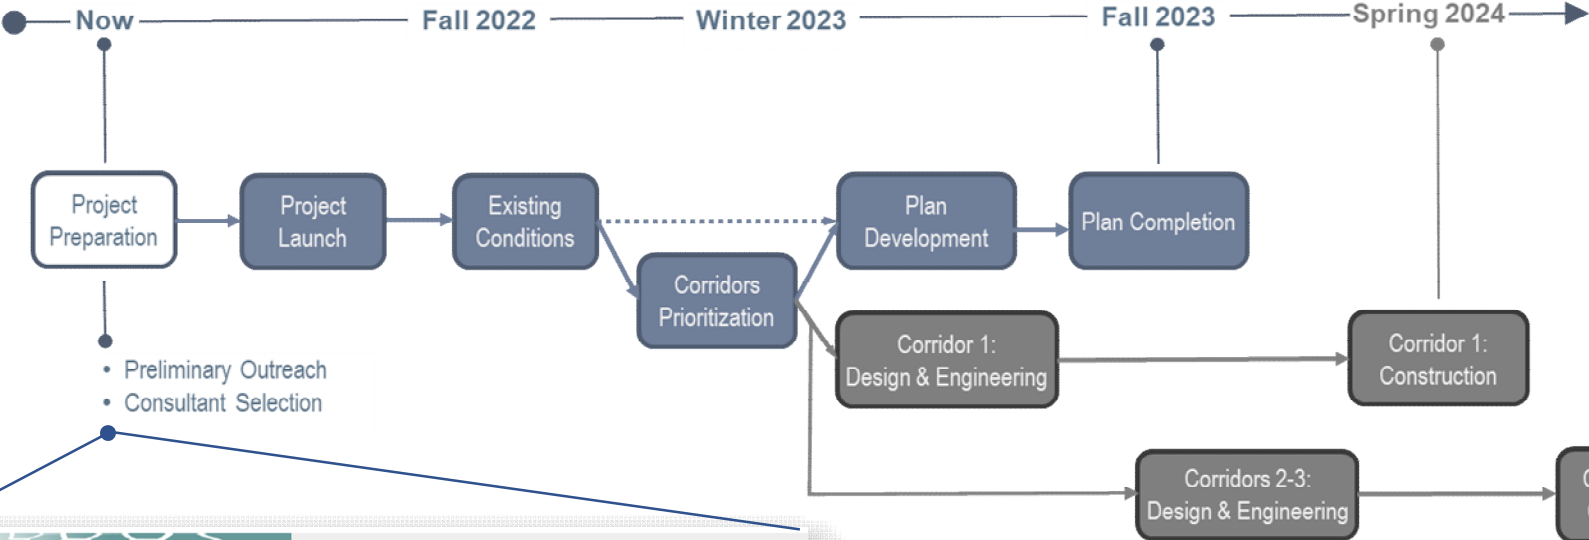 Now
Fall 2022
Winter 2023
Fall 2023
Spring 2024
Project
Preparation
Project
Launch
Existing
Conditions
Corridors
Prioritization
Plan
Development
Plan Completion
Corridor 1:
Design & Engineering
Corridor 1:
Construction
• Preliminary Outreach
• Consultant Selection
Corridors 2-3:
Design & Engineering